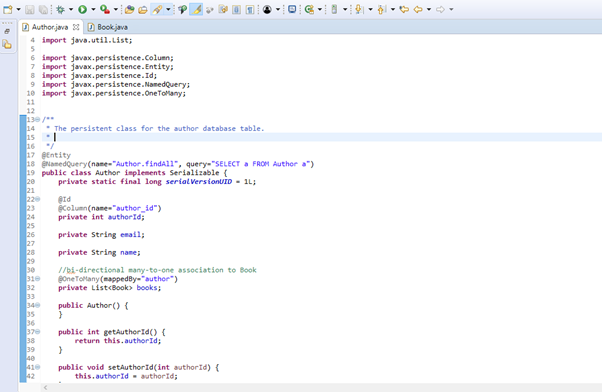 Author.java Book.java
4 import java.util.List;
5
6 import javax.persistence.Column;
7 import javax.persistence.Entity;
8 import javax.persistence.Id;
9 import javax.persistence.NamedQuery;
10 import javax.persistence.OneToMany;
11
12
13 /**
14  * The persistent class for the author database table.
15  *
16  */
17 @Entity
18 @NamedQuery(name="Author.findAll", query="SELECT a FROM Author a")
19 public class Author implements Serializable {
20     private static final long serialVersionUID = 1L;
21
22     @Id
23     @Column(name="author_id")
24     private int authorId;
25
26     private String email;
27
28     private String name;
29
30     //bi-directional many-to-one association to Book
31     @OneToMany(mappedBy="author")
32     private List<Book> books;
33
34     public Author() {
35     }
36
37     public int getAuthorId() {
38         return this.authorId;
39     }
40
41     public void setAuthorId(int authorId) {
42         this.authorId = authorId;